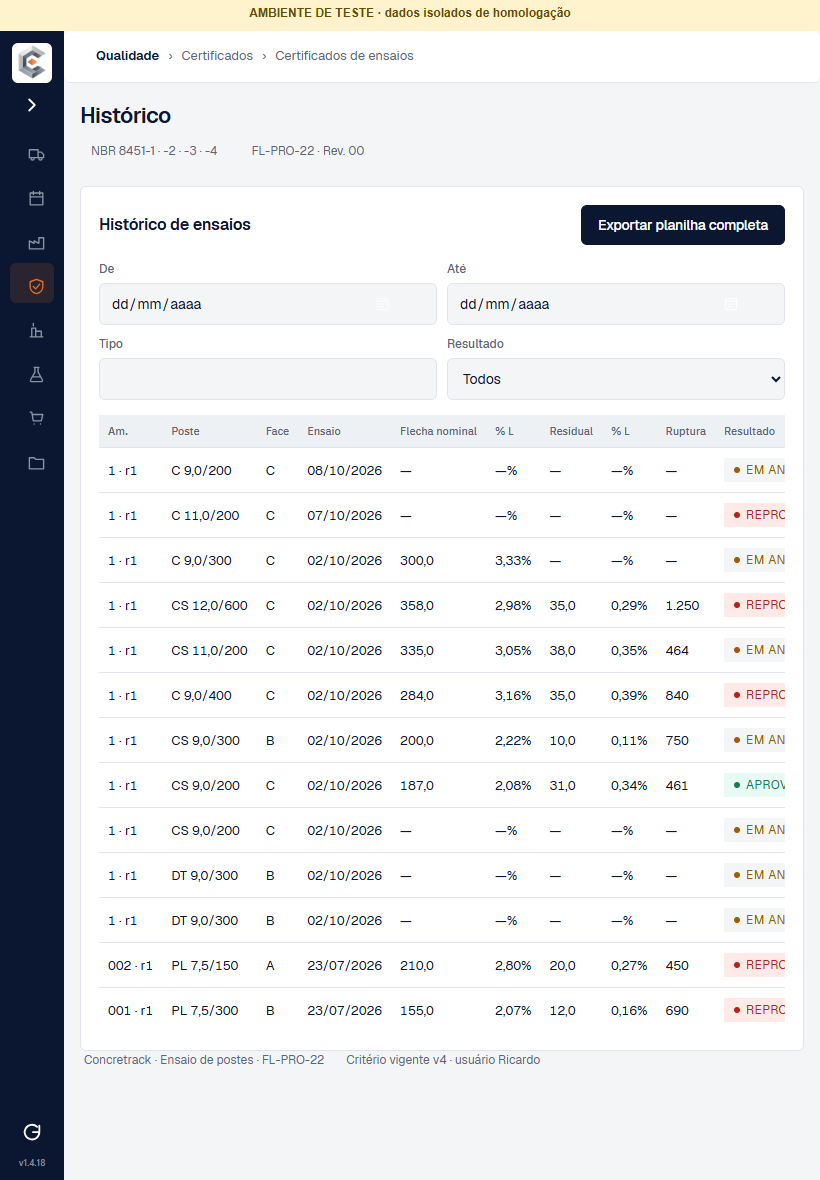 AMBIENTE DE TESTE · dados isolados de homologação
Qualidade › Certificados › Certificados de ensaios
Histórico
NBR 8451-1 · -2 · -3 · -4 FL-PRO-22 · Rev. 00
Histórico de ensaios Exportar planilha completa
De Até
dd/mm/aaaa dd/mm/aaaa
Tipo Resultado
Todos
Am. Poste Face Ensaio Flecha nominal % L Residual % L Ruptura Resultado
1 · r1 C 9,0/200 C 08/10/2026 — —% — —% — EM AN
1 · r1 C 11,0/200 C 07/10/2026 — —% — —% — REPRO
1 · r1 C 9,0/300 C 02/10/2026 300,0 3,33% — —% — EM AN
1 · r1 CS 12,0/600 C 02/10/2026 358,0 2,98% 35,0 0,29% 1.250 REPRO
1 · r1 CS 11,0/200 C 02/10/2026 335,0 3,05% 38,0 0,35% 464 EM AN
1 · r1 C 9,0/400 C 02/10/2026 284,0 3,16% 35,0 0,39% 840 REPRO
1 · r1 CS 9,0/300 B 02/10/2026 200,0 2,22% 10,0 0,11% 750 EM AN
1 · r1 CS 9,0/200 C 02/10/2026 187,0 2,08% 31,0 0,34% 461 APROV
1 · r1 CS 9,0/200 C 02/10/2026 — —% — —% — EM AN
1 · r1 DT 9,0/300 B 02/10/2026 — —% — —% — EM AN
1 · r1 DT 9,0/300 B 02/10/2026 — —% — —% — EM AN
002 · r1 PL 7,5/150 A 23/07/2026 210,0 2,80% 20,0 0,27% 450 REPRO
001 · r1 PL 7,5/300 B 23/07/2026 155,0 2,07% 12,0 0,16% 690 REPRO
Concretrack · Ensaio de postes · FL-PRO-22 Critério vigente v4 · usuário Ricardo
v1.4.18